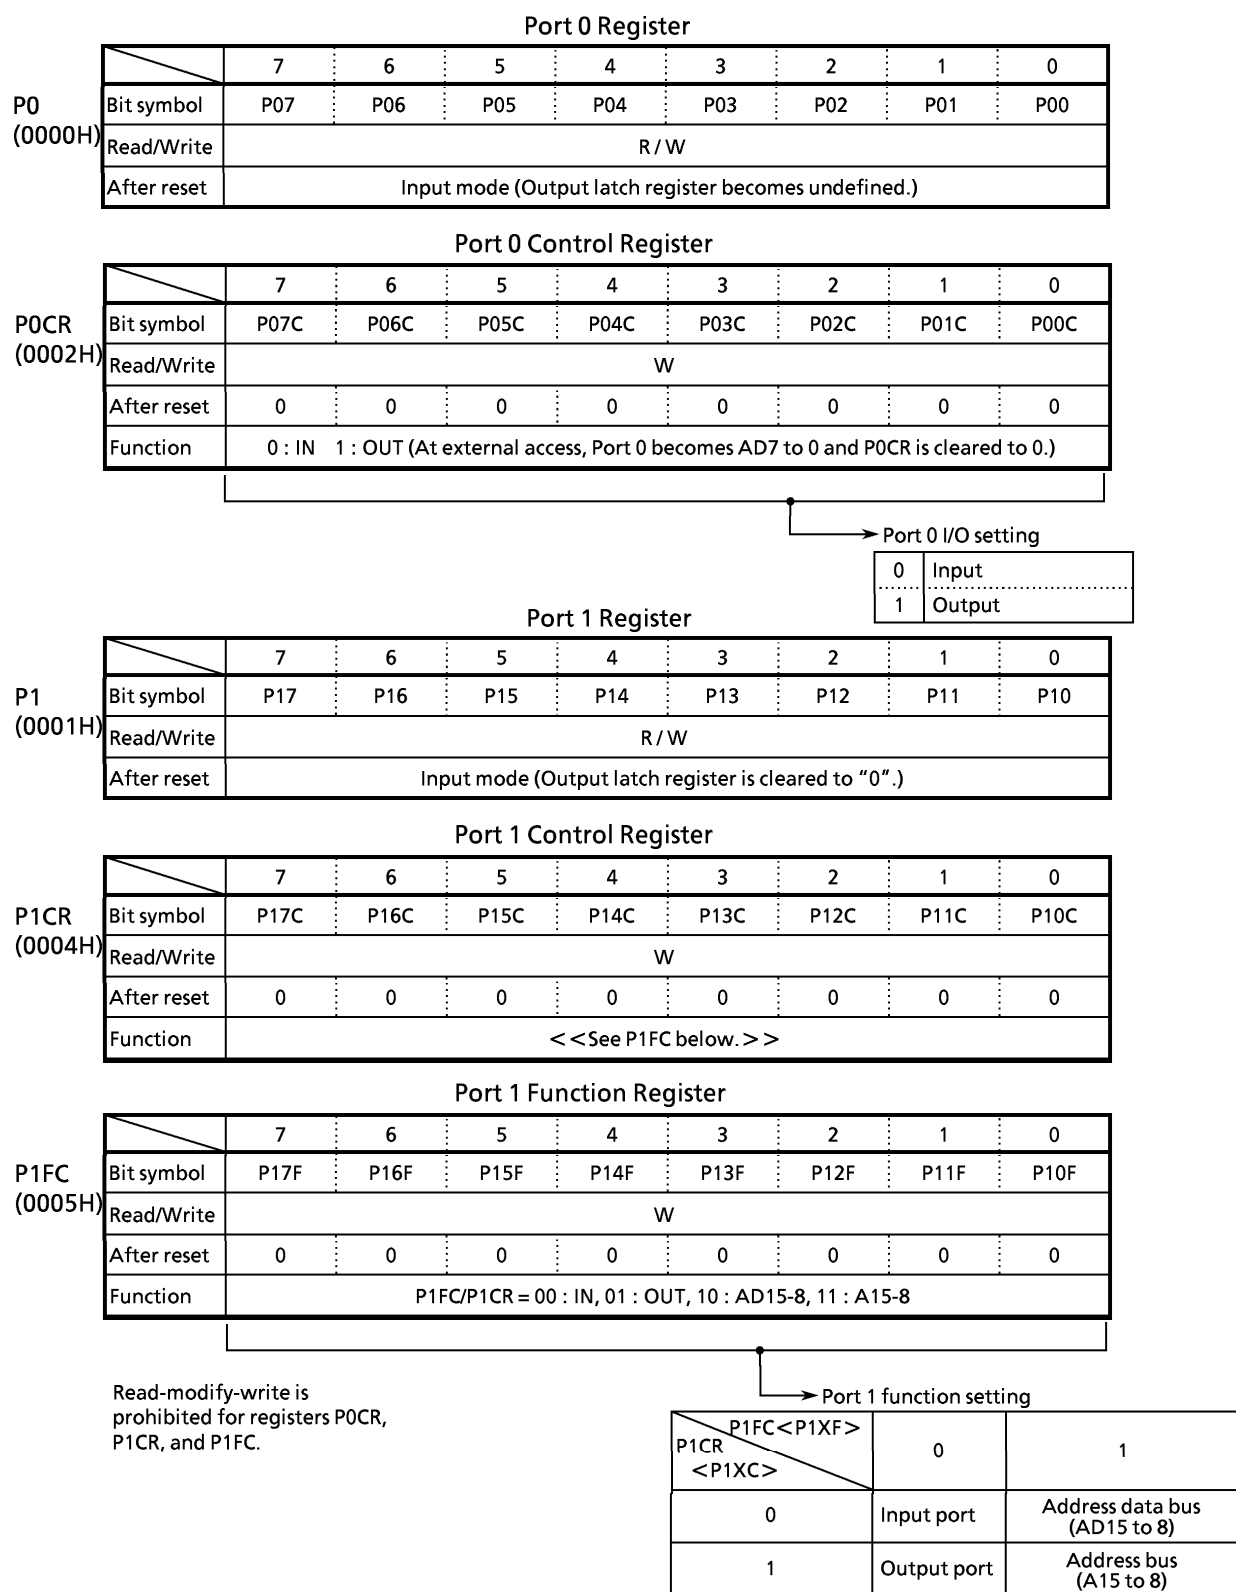 Port 0 Register
7 6 5 4 3 2 1 0
P0
(0000H)
Bit symbol P07 P06 P05 P04 P03 P02 P01 P00
Read/Write R / W
After reset Input mode (Output latch register becomes undefined.)
Port 0 Control Register
7 6 5 4 3 2 1 0
P0CR
(0002H)
Bit symbol P07C P06C P05C P04C P03C P02C P01C P00C
Read/Write W
After reset 0 0 0 0 0 0 0 0
Function 0 : IN 1 : OUT (At external access, Port 0 becomes AD7 to 0 and P0CR is cleared to 0.)
Port 0 I/O setting
0 Input
1 Output
Port 1 Register
7 6 5 4 3 2 1 0
P1
(0001H)
Bit symbol P17 P16 P15 P14 P13 P12 P11 P10
Read/Write R / W
After reset Input mode (Output latch register is cleared to “0”.)
Port 1 Control Register
7 6 5 4 3 2 1 0
P1CR
(0004H)
Bit symbol P17C P16C P15C P14C P13C P12C P11C P10C
Read/Write W
After reset 0 0 0 0 0 0 0 0
Function <<See P1FC below.>>
Port 1 Function Register
7 6 5 4 3 2 1 0
P1FC
(0005H)
Bit symbol P17F P16F P15F P14F P13F P12F P11F P10F
Read/Write W
After reset 0 0 0 0 0 0 0 0
Function P1FC/P1CR = 00 : IN, 01 : OUT, 10 : AD15-8, 11 : A15-8
Read-modify-write is
prohibited for registers P0CR,
P1CR, and P1FC.
Port 1 function setting
P1FC<P1XF>
P1CR
<P1XC>
0 1
0 Input port Address data bus
(AD15 to 8)
1 Output port Address bus
(A15 to 8)